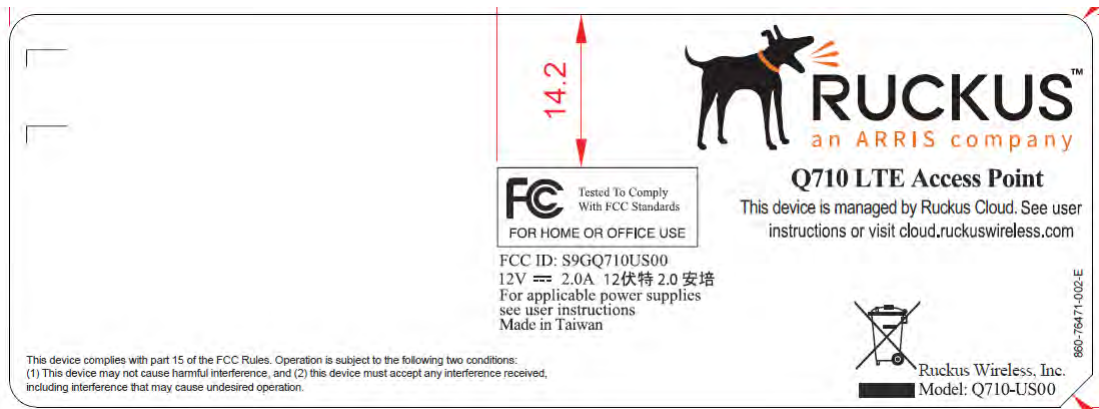 14.2
RUCKUS™
an ARRIS company
Q710 LTE Access Point
This device is managed by Ruckus Cloud. See user
instructions or visit cloud.ruckuswireless.com
FC Tested To Comply
With FCC Standards
FOR HOME OR OFFICE USE
FCC ID: S9GQ710US00
12V ⎓ 2.0A 12伏特 2.0 安培
For applicable power supplies
see user instructions
Made in Taiwan
860-76471-002-E
Ruckus Wireless, Inc.
Model: Q710-US00
This device complies with part 15 of the FCC Rules. Operation is subject to the following two conditions:
(1) This device may not cause harmful interference, and (2) this device must accept any interference received,
including interference that may cause undesired operation.